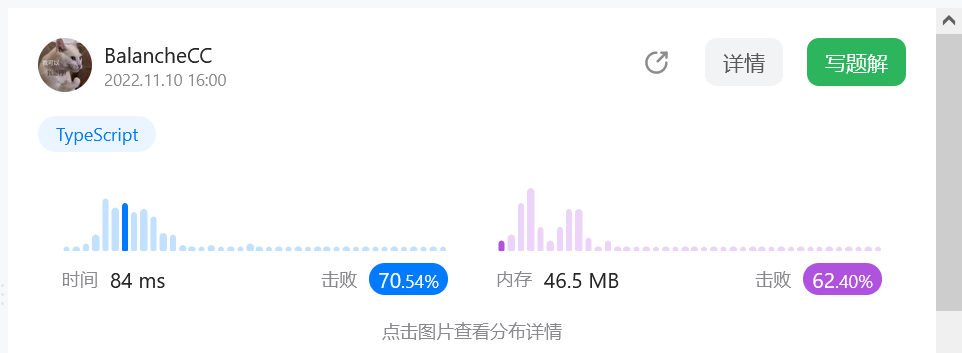 BalancheCC
2022.11.10 16:00
详情
写题解
TypeScript
时间 84 ms 击败 70.54%
内存 46.5 MB 击败 62.40%
点击图片查看分布详情